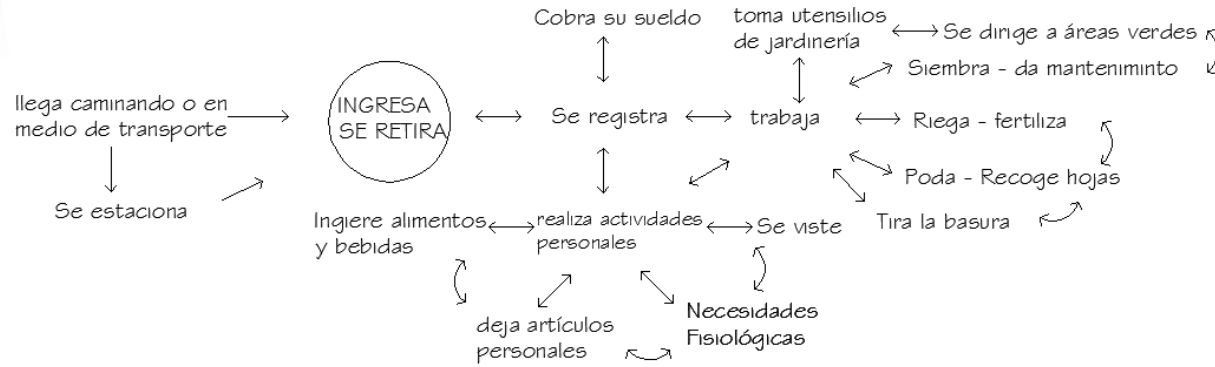 Cobra su sueldo
toma utensilios
de jardinería
Se dirige a áreas verdes
Siembra - da manteniminto
llega caminando o en
medio de transporte
INGRESA
SE RETIRA
Se registra
trabaja
Riega - fertiliza
Poda - Recoge hojas
Se estaciona
Ingiere alimentos
y bebidas
realiza actividades
personales
Se viste
Tira la basura
deja artículos
personales
Necesidades
Fisiológicas